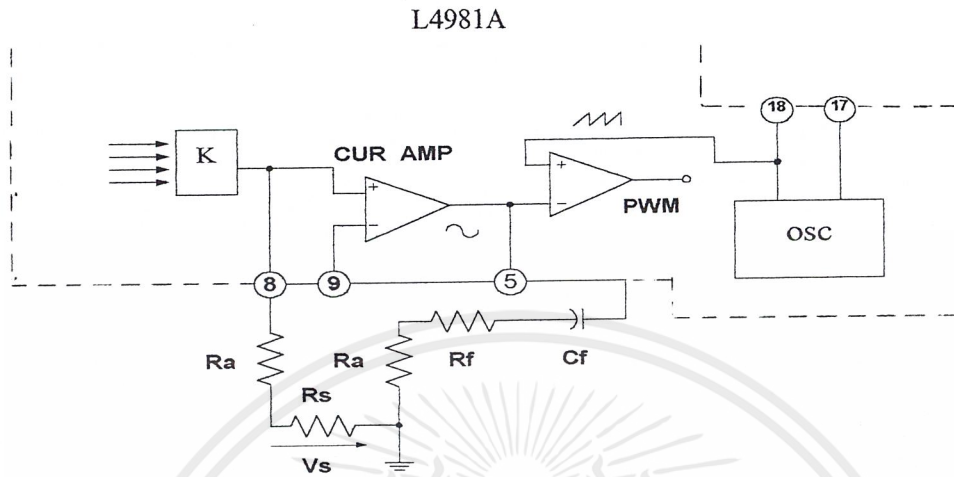 L4981A
18 17
K
CUR AMP
+
-
+
-
PWM
OSC
8 9 5
Ra
Ra
Rf
Cf
Rs
Vs